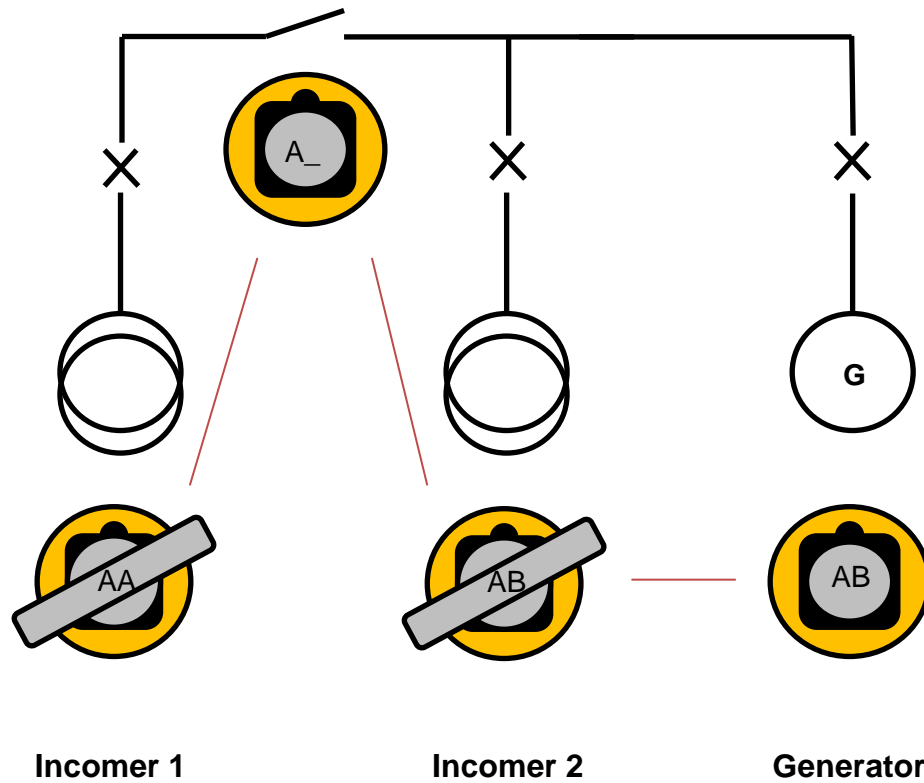 A_
G
AA
AB
AB
Incomer 1
Incomer 2
Generator